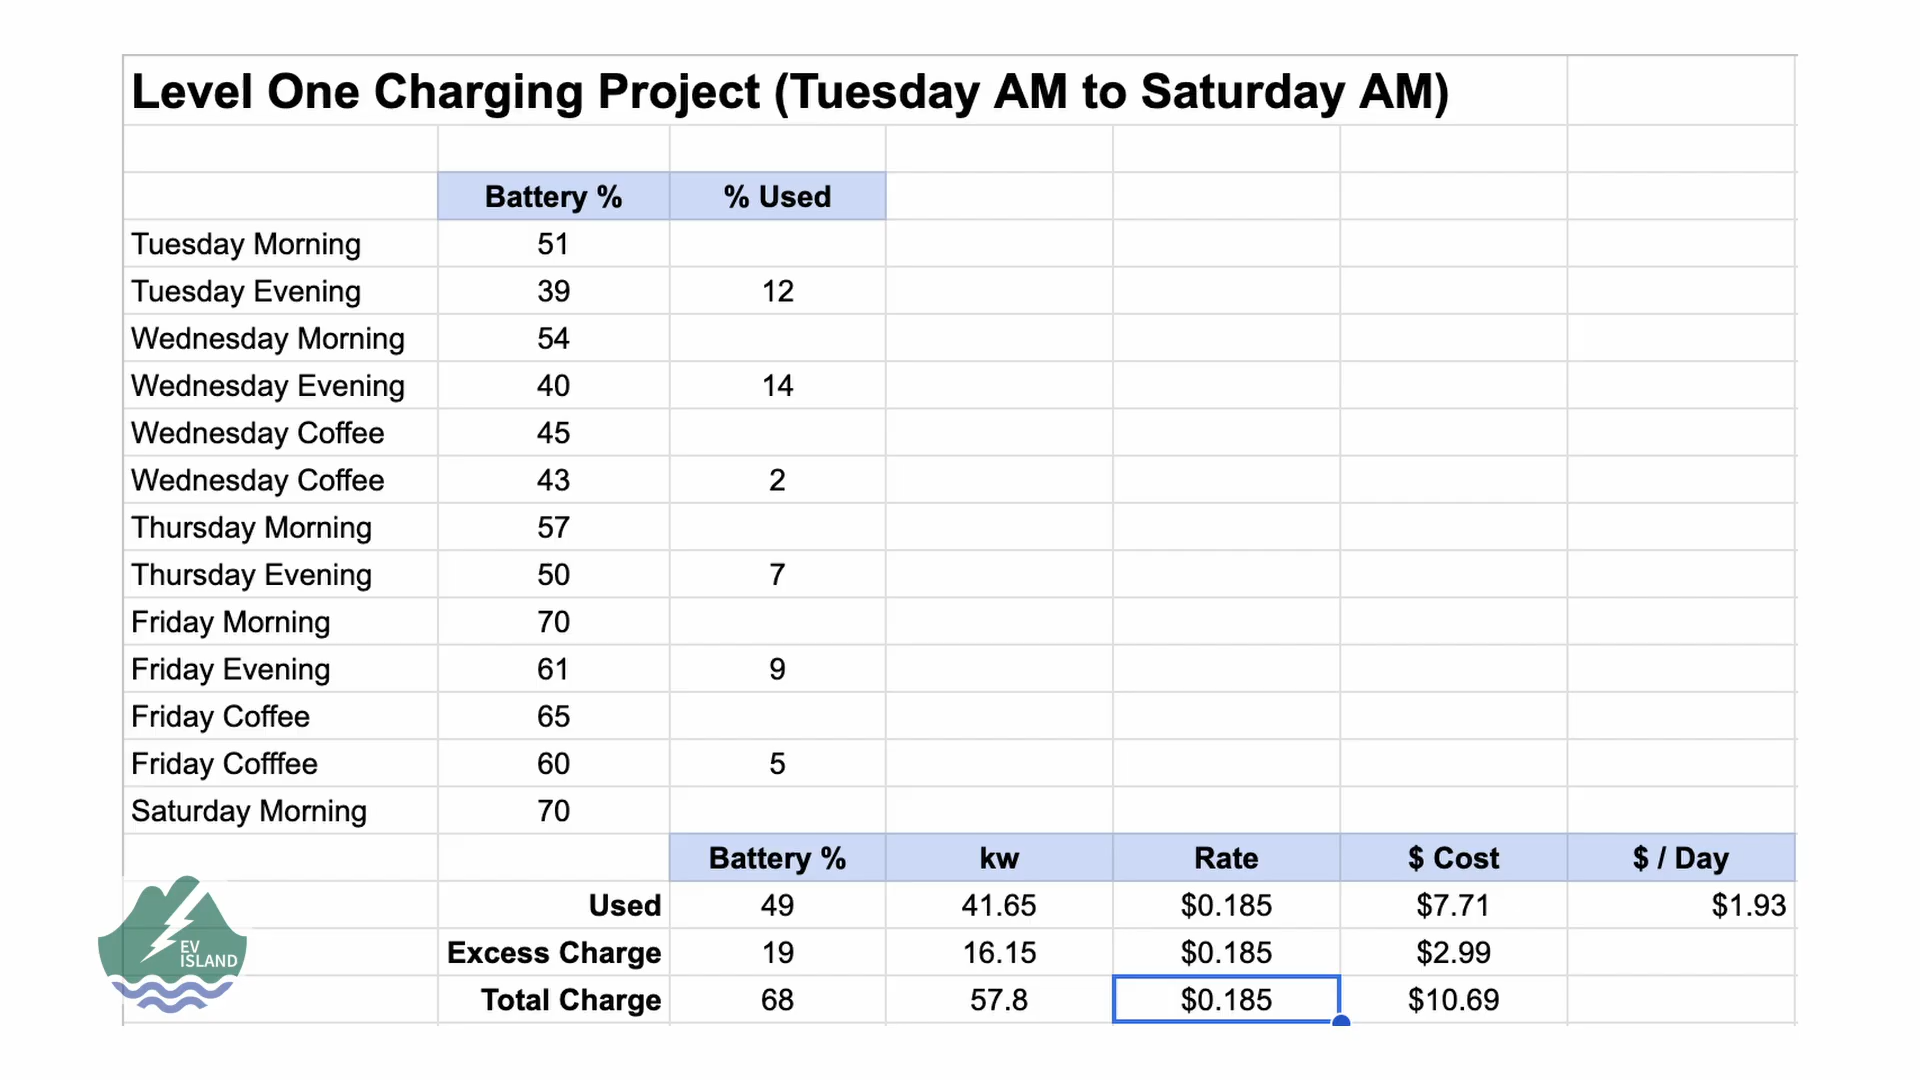 Level One Charging Project (Tuesday AM to Saturday AM)
Battery % % Used
Tuesday Morning 51
Tuesday Evening 39 12
Wednesday Morning 54
Wednesday Evening 40 14
Wednesday Coffee 45
Wednesday Coffee 43 2
Thursday Morning 57
Thursday Evening 50 7
Friday Morning 70
Friday Evening 61 9
Friday Coffee 65
Friday Cofffee 60 5
Saturday Morning 70
Battery % kw Rate $ Cost $ / Day
Used 49 41.65 $0.185 $7.71 $1.93
Excess Charge 19 16.15 $0.185 $2.99
Total Charge 68 57.8 $0.185 $10.69
EV
ISLAND